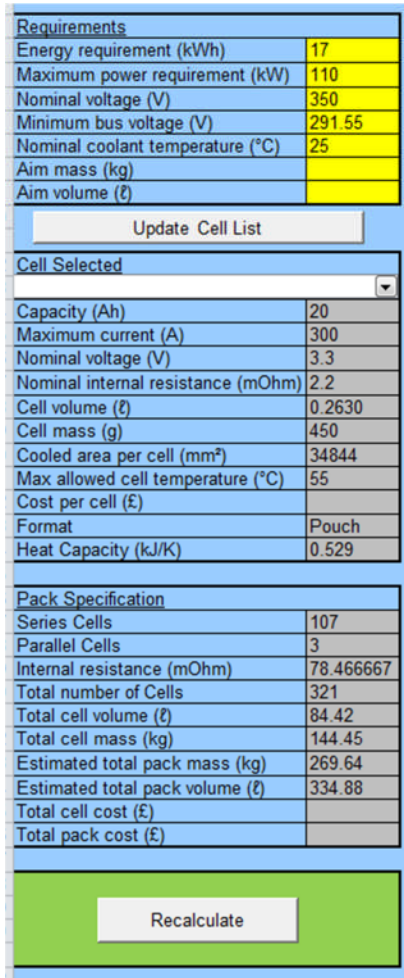 Requirements
Energy requirement (kWh) 17
Maximum power requirement (kW) 110
Nominal voltage (V) 350
Minimum bus voltage (V) 291.55
Nominal coolant temperature (°C) 25
Aim mass (kg)
Aim volume (ℓ)
Update Cell List
Cell Selected
Capacity (Ah) 20
Maximum current (A) 300
Nominal voltage (V) 3.3
Nominal internal resistance (mOhm) 2.2
Cell volume (ℓ) 0.2630
Cell mass (g) 450
Cooled area per cell (mm²) 34844
Max allowed cell temperature (°C) 55
Cost per cell (£)
Format Pouch
Heat Capacity (kJ/K) 0.529
Pack Specification
Series Cells 107
Parallel Cells 3
Internal resistance (mOhm) 78.466667
Total number of Cells 321
Total cell volume (ℓ) 84.42
Total cell mass (kg) 144.45
Estimated total pack mass (kg) 269.64
Estimated total pack volume (ℓ) 334.88
Total cell cost (£)
Total pack cost (£)
Recalculate